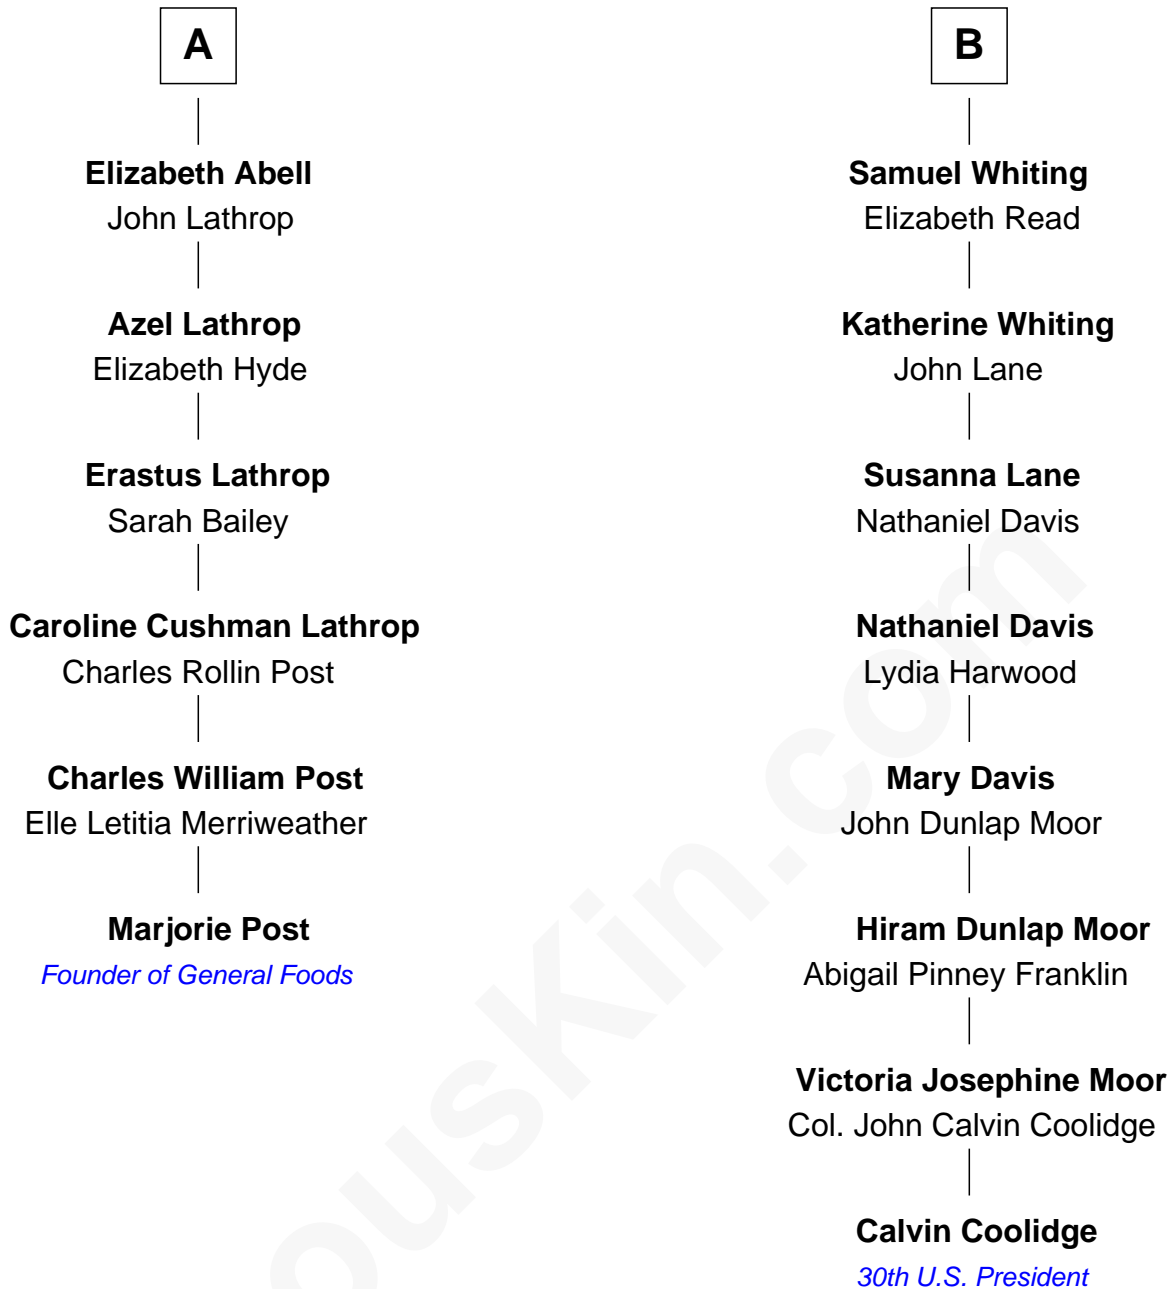 A
Elizabeth Abell
John Lathrop
Azel Lathrop
Elizabeth Hyde
Erastus Lathrop
Sarah Bailey
Caroline Cushman Lathrop
Charles Rollin Post
Charles William Post
Elle Letitia Merriweather
Marjorie Post
Founder of General Foods
B
Samuel Whiting
Elizabeth Read
Katherine Whiting
John Lane
Susanna Lane
Nathaniel Davis
Nathaniel Davis
Lydia Harwood
Mary Davis
John Dunlap Moor
Hiram Dunlap Moor
Abigail Pinney Franklin
Victoria Josephine Moor
Col. John Calvin Coolidge
Calvin Coolidge
30th U.S. President
ousKin.com